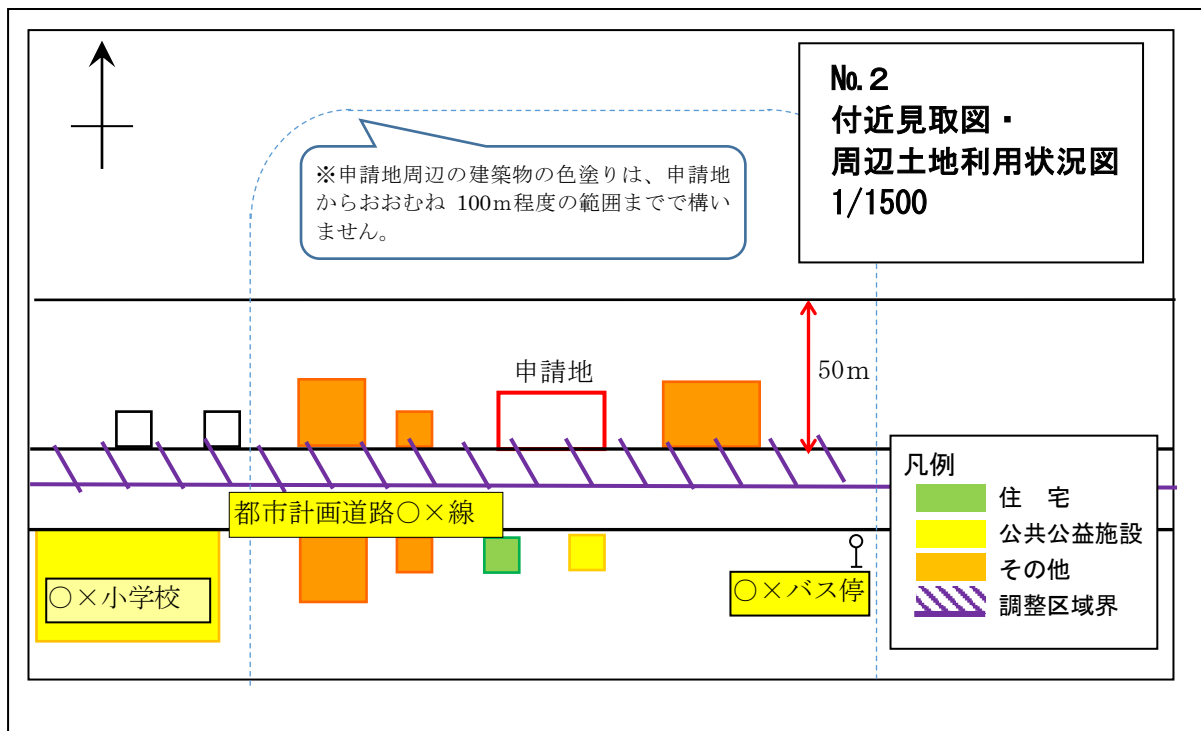 №.2
付近見取図・
周辺土地利用状況図
1/1500
※申請地周辺の建築物の色塗りは、申請地
からおおむね 100m程度の範囲までで構い
ません。
申請地
50m
都市計画道路○×線
○×小学校
○×バス停
凡例
住　宅
公共公益施設
その他
調整区域界